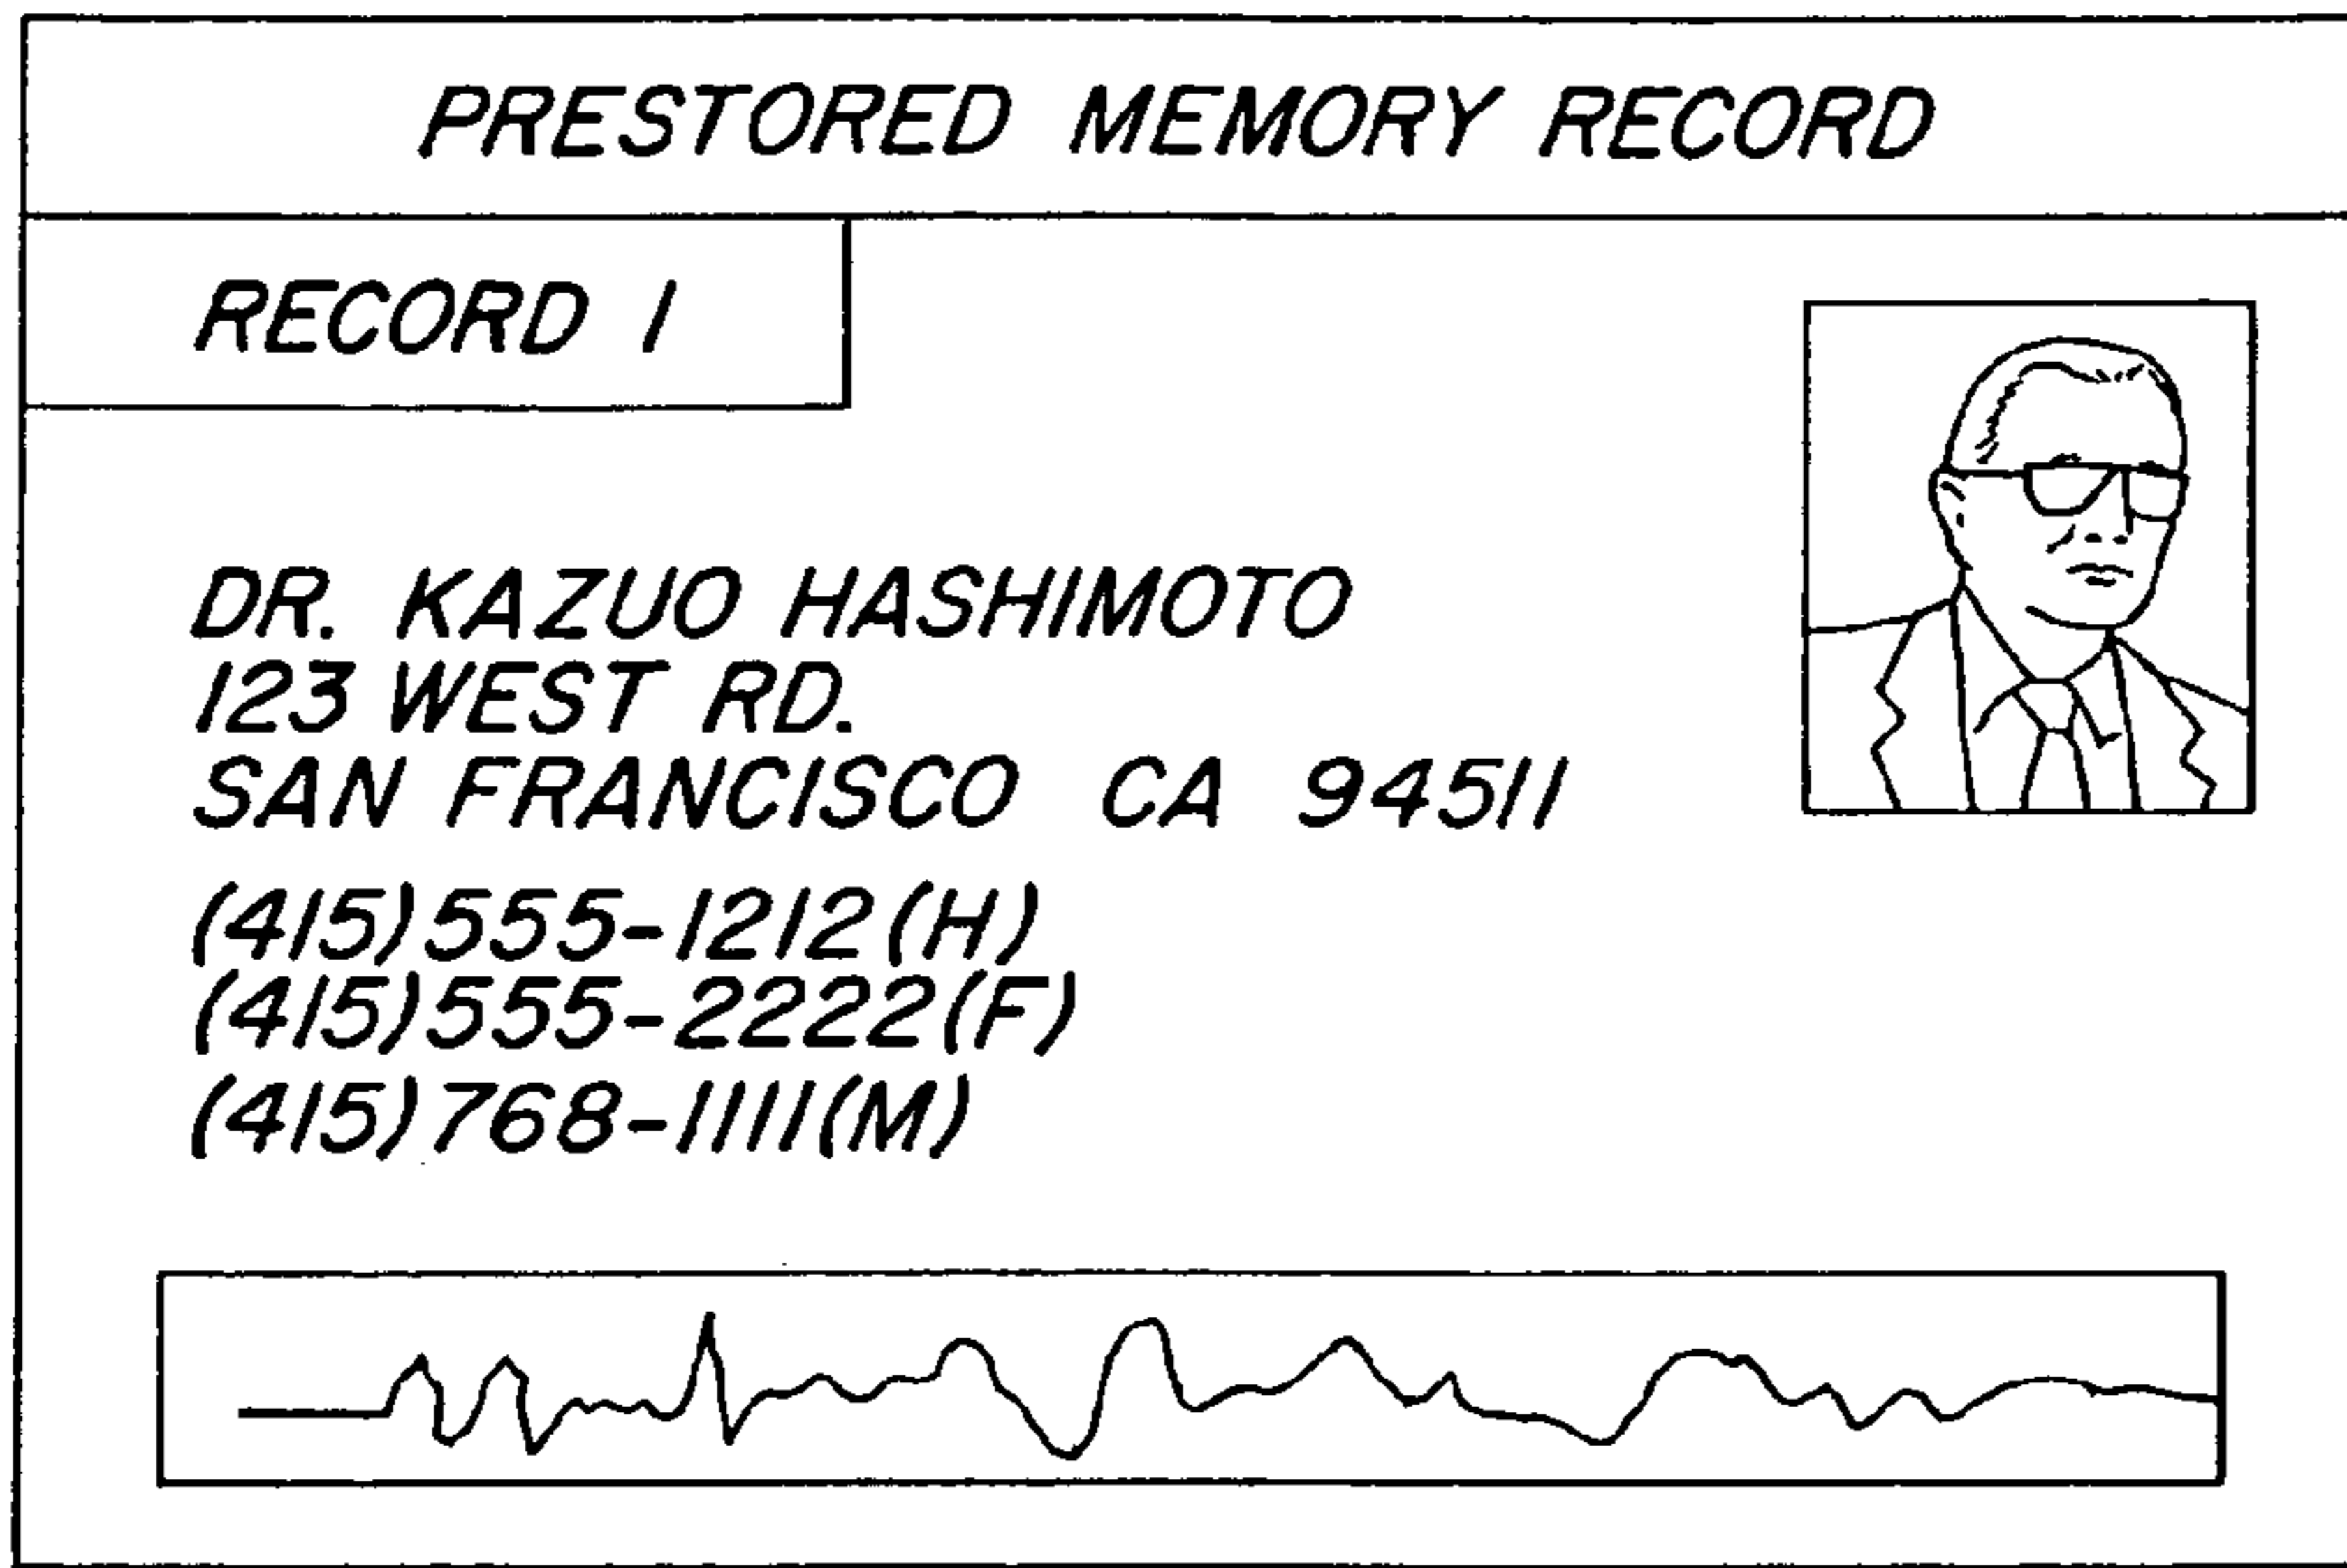 PRESTORED MEMORY RECORD
RECORD 1
DR. KAZUO HASHIMOTO
123 WEST RD.
SAN FRANCISCO CA 94511
(415)555-1212(H)
(415)555-2222(F)
(415)768-1111(M)